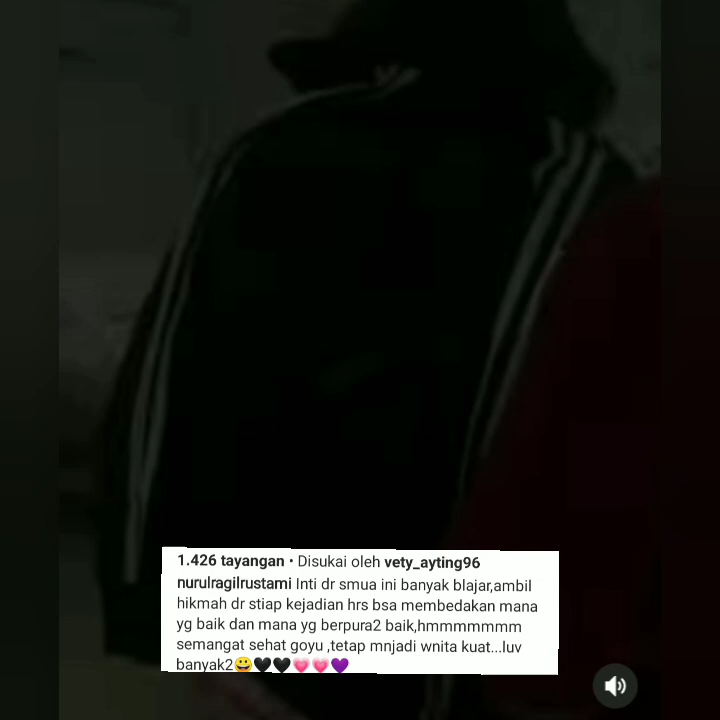 1.426 tayangan • Disukai oleh vety_ayting96
nurulragilrustami Inti dr smua ini banyak blajar,ambil
hikmah dr stiap kejadian hrs bsa membedakan mana
yg baik dan mana yg berpura2 baik,hmmmmmmm
semangat sehat goyu ,tetap mnjadi wnita kuat...luv
banyak2😀🖤🖤💗💗💜